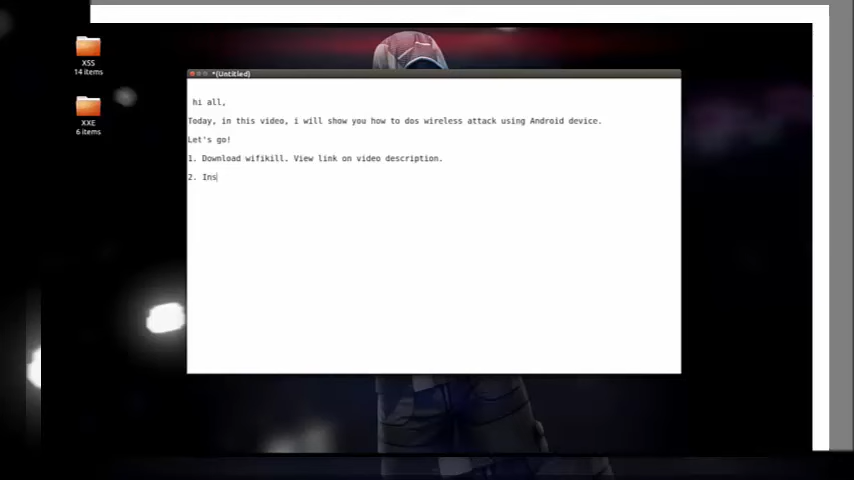 XSS
14 items
XXE
6 items
*(Untitled)
hi all,
Today, in this video, i will show you how to dos wireless attack using Android device.
Let's go!
1. Download wifikill. View link on video description.
2. Ins